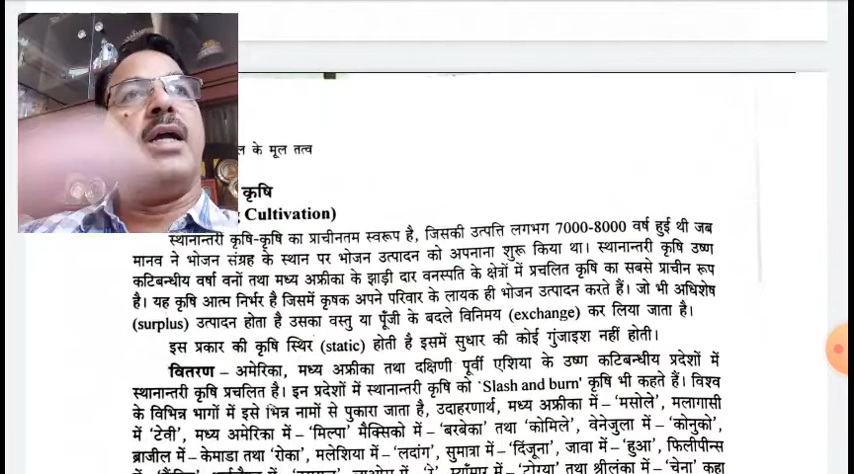 ल के मूल तत्व
कृषि
Cultivation)
स्थानान्तरी कृषि-कृषि का प्राचीनतम स्वरूप है, जिसकी उत्पत्ति लगभग 7000-8000 वर्ष हुई थी जब
मानव ने भोजन संग्रह के स्थान पर भोजन उत्पादन को अपनाना शुरू किया था। स्थानान्तरी कृषि उष्ण
कटिबन्धीय वर्षा वनों तथा मध्य अफ्रीका के झाड़ी दार वनस्पति के क्षेत्रों में प्रचलित कृषि का सबसे प्राचीन रूप
है। यह कृषि आत्म निर्भर है जिसमें कृषक अपने परिवार के लायक ही भोजन उत्पादन करते हैं। जो भी अधिशेष
(surplus) उत्पादन होता है उसका वस्तु या पूँजी के बदले विनिमय (exchange) कर लिया जाता है।
इस प्रकार की कृषि स्थिर (static) होती है इसमें सुधार की कोई गुंजाइश नहीं होती।
वितरण – अमेरिका, मध्य अफ्रीका तथा दक्षिणी पूर्वी एशिया के उष्ण कटिबन्धीय प्रदेशों में
स्थानान्तरी कृषि प्रचलित है। इन प्रदेशों में स्थानान्तरी कृषि को `Slash and burn' कृषि भी कहते हैं। विश्व
के विभिन्न भागों में इसे भिन्न नामों से पुकारा जाता है, उदाहरणार्थ, मध्य अफ्रीका में – 'मसोले', मलागासी
में 'टेवी', मध्य अमेरिका में – 'मिल्पा' मैक्सिको में – 'बरबेका' तथा 'कोमिले', वेनेजुला में – 'कोनुको',
ब्राजील में – केमाडा तथा 'रोका', मलेशिया में – 'लदांग', सुमात्रा में – 'दिंजूना', जावा में – 'हुआ', फिलीपीन्स
म्याँमार में – 'टोंग्या' तथा श्रीलंका में – 'चेना' कहा